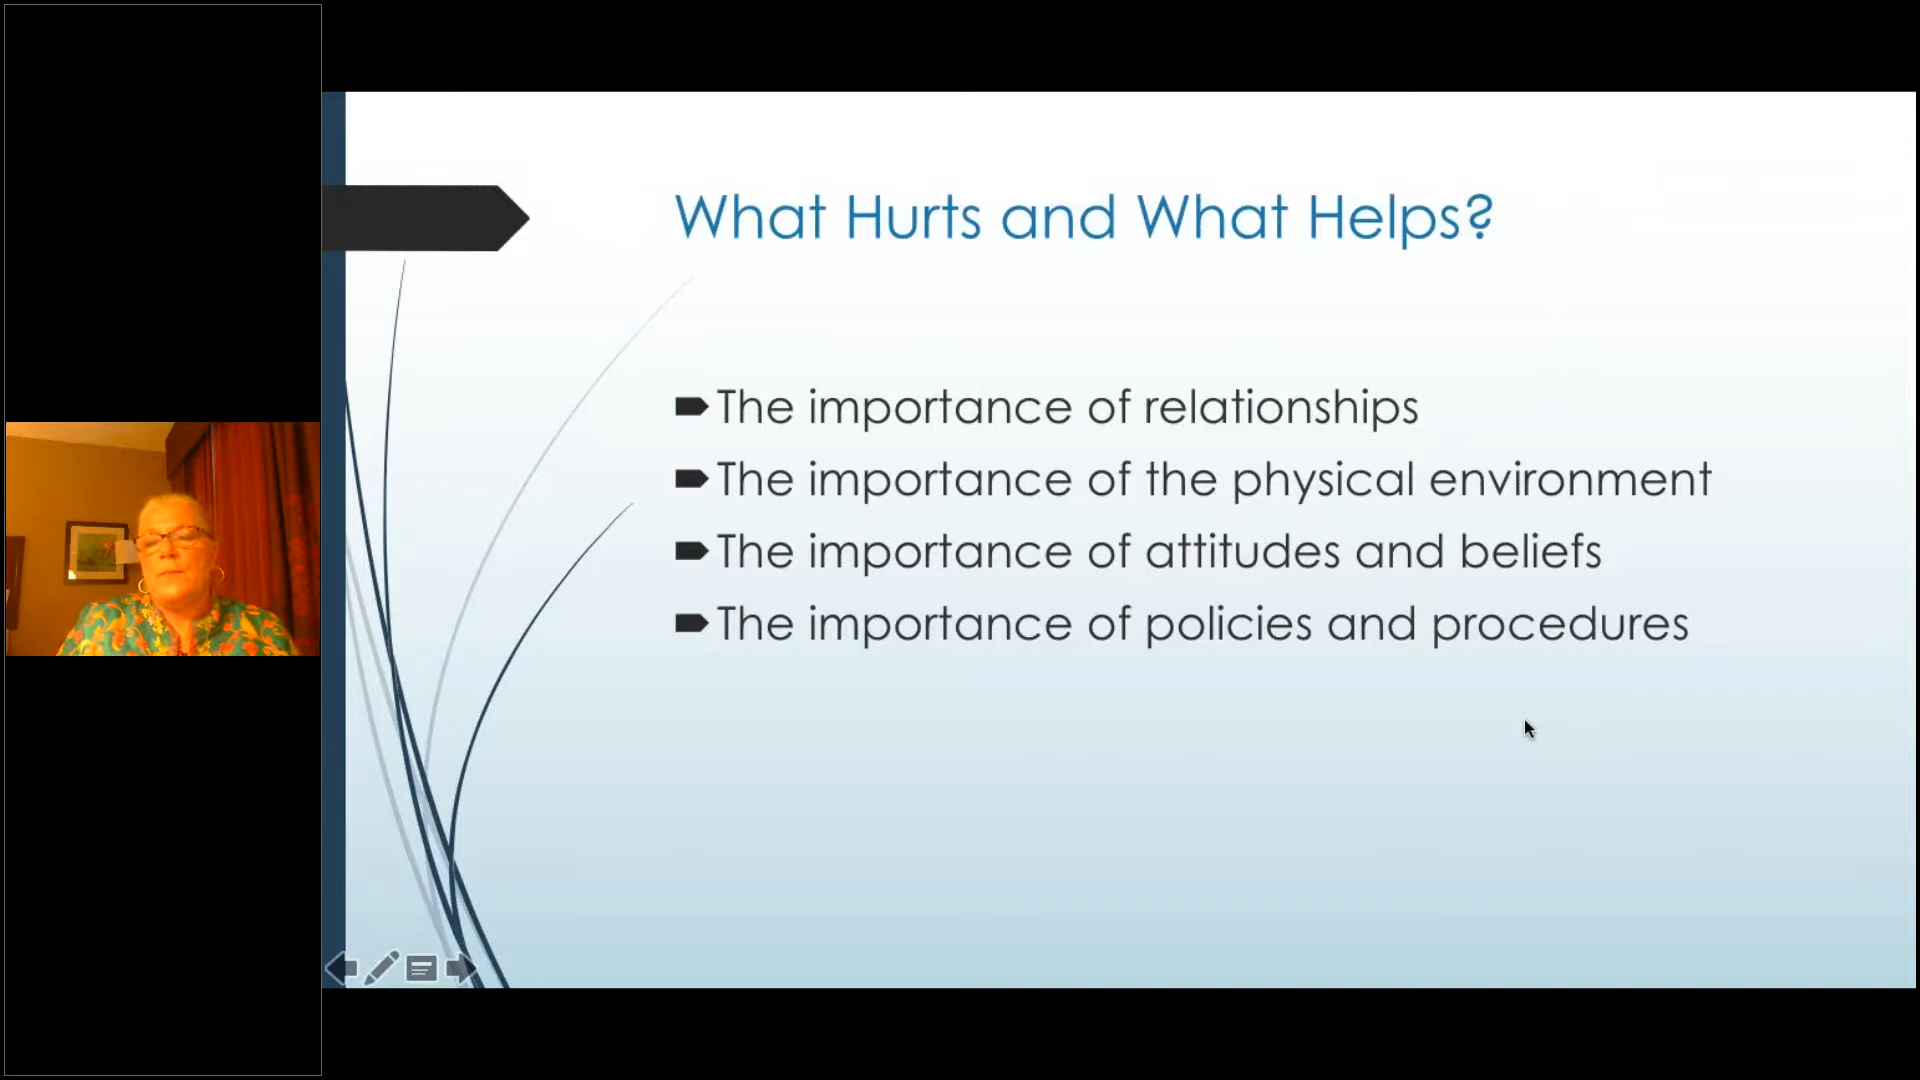 What Hurts and What Helps?
The importance of relationships
The importance of the physical environment
The importance of attitudes and beliefs
The importance of policies and procedures